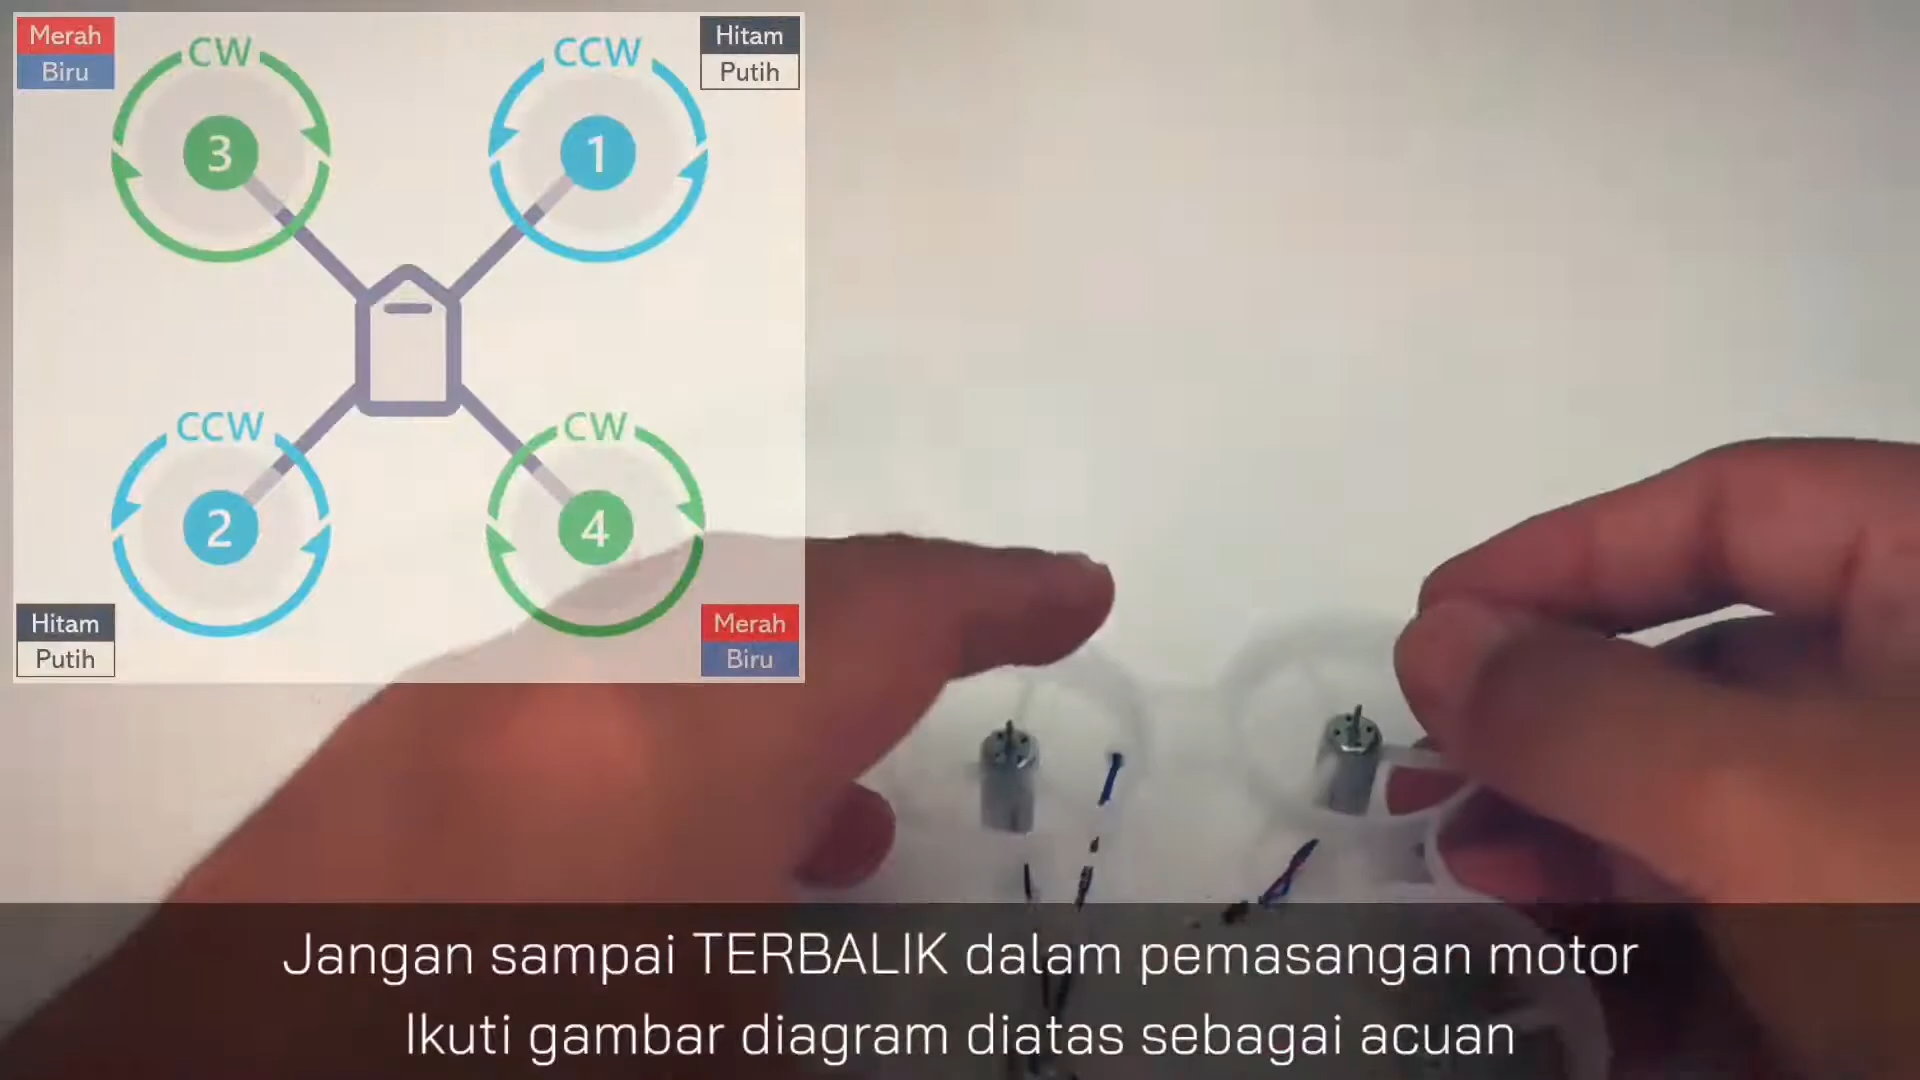 Merah
Biru
CW
3
CCW
1
Hitam
Putih
CCW
2
CW
4
Hitam
Putih
Merah
Biru
Jangan sampai TERBALIK dalam pemasangan motor
Ikuti gambar diagram diatas sebagai acuan